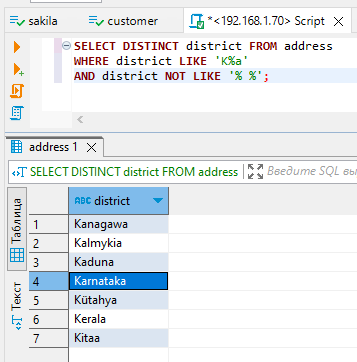 sakila
customer
*<192.168.1.70> Script
SELECT DISTINCT district FROM address
WHERE district LIKE 'K%a'
AND district NOT LIKE '% %';
address 1
SELECT DISTINCT district FROM address
Введите SQL вы
Таблица
Текст
ABC district
1 Kanagawa
2 Kalmykia
3 Kaduna
4 Karnataka
5 Kütahya
6 Kerala
7 Kitaa